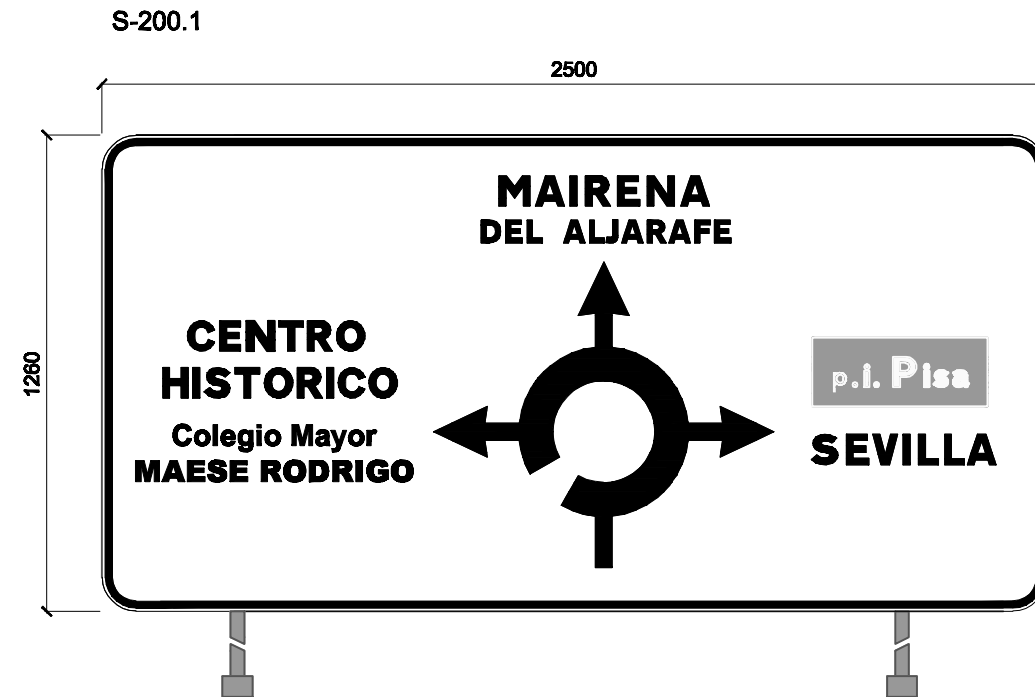 S-200.1
2500
1260
MAIRENA
DEL ALJARAFE
CENTRO
HISTORICO
Colegio Mayor
MAESE RODRIGO
p.i. Pisa
SEVILLA